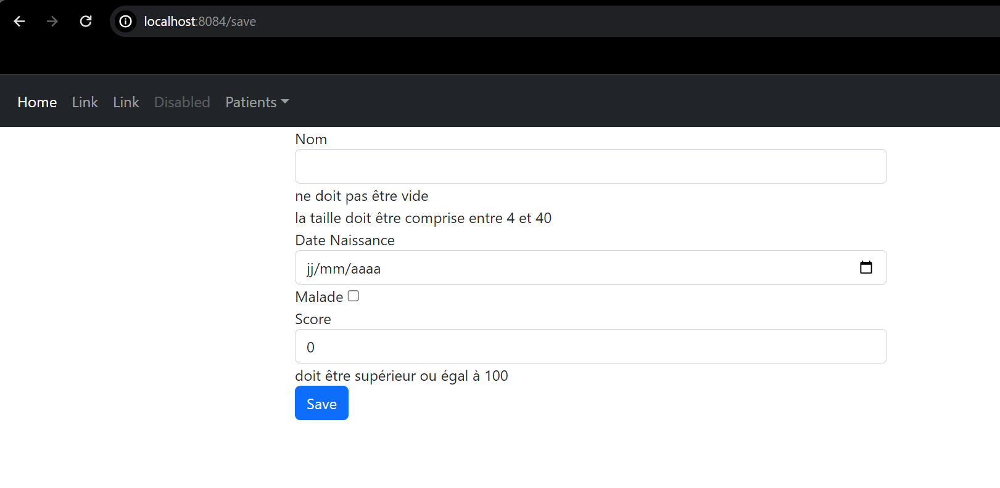 localhost:8084/save
Home Link Link Disabled Patients
Nom
ne doit pas être vide
la taille doit être comprise entre 4 et 40
Date Naissance
jj/mm/aaaa
Malade
Score
0
doit être supérieur ou égal à 100
Save